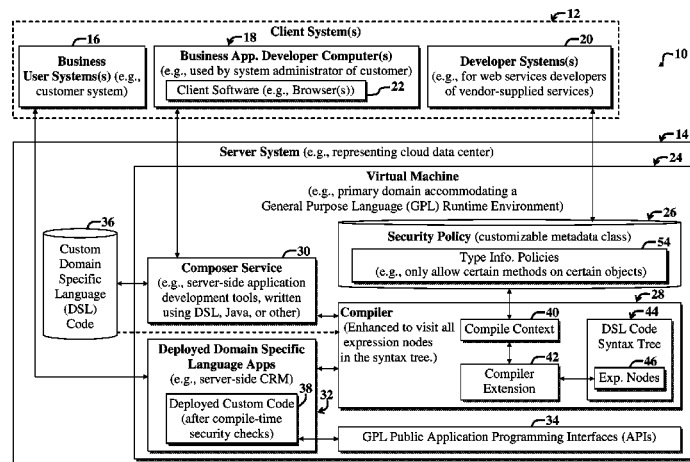 Client System(s)
12
10
16
Business
User Systems(s) (e.g.,
customer system)
18
Business App. Developer Computer(s)
(e.g., used by system administrator of customer)
Client Software (e.g., Browser(s))
22
20
Developer Systems(s)
(e.g., for web services developers
of vendor-supplied services)
14
Server System (e.g., representing cloud data center)
24
Virtual Machine
(e.g., primary domain accommodating a
General Purpose Language (GPL) Runtime Environment)
26
Security Policy (customizable metadata class)
54
Type Info. Policies
(e.g., only allow certain methods on certain objects)
36
Custom
Domain
Specific
Language
(DSL)
Code
30
Composer Service
(e.g., server-side application
development tools, written
using DSL, Java, or other)
28
Compiler
(Enhanced to visit all
expression nodes
in the syntax tree.)
40
Compile Context
42
Compiler
Extension
44
DSL Code
Syntax Tree
46
Exp. Nodes
Deployed Domain Specific
Language Apps
(e.g., server-side CRM)
38
32
Deployed Custom Code
(after compile-time
security checks)
34
GPL Public Application Programming Interfaces (APIs)